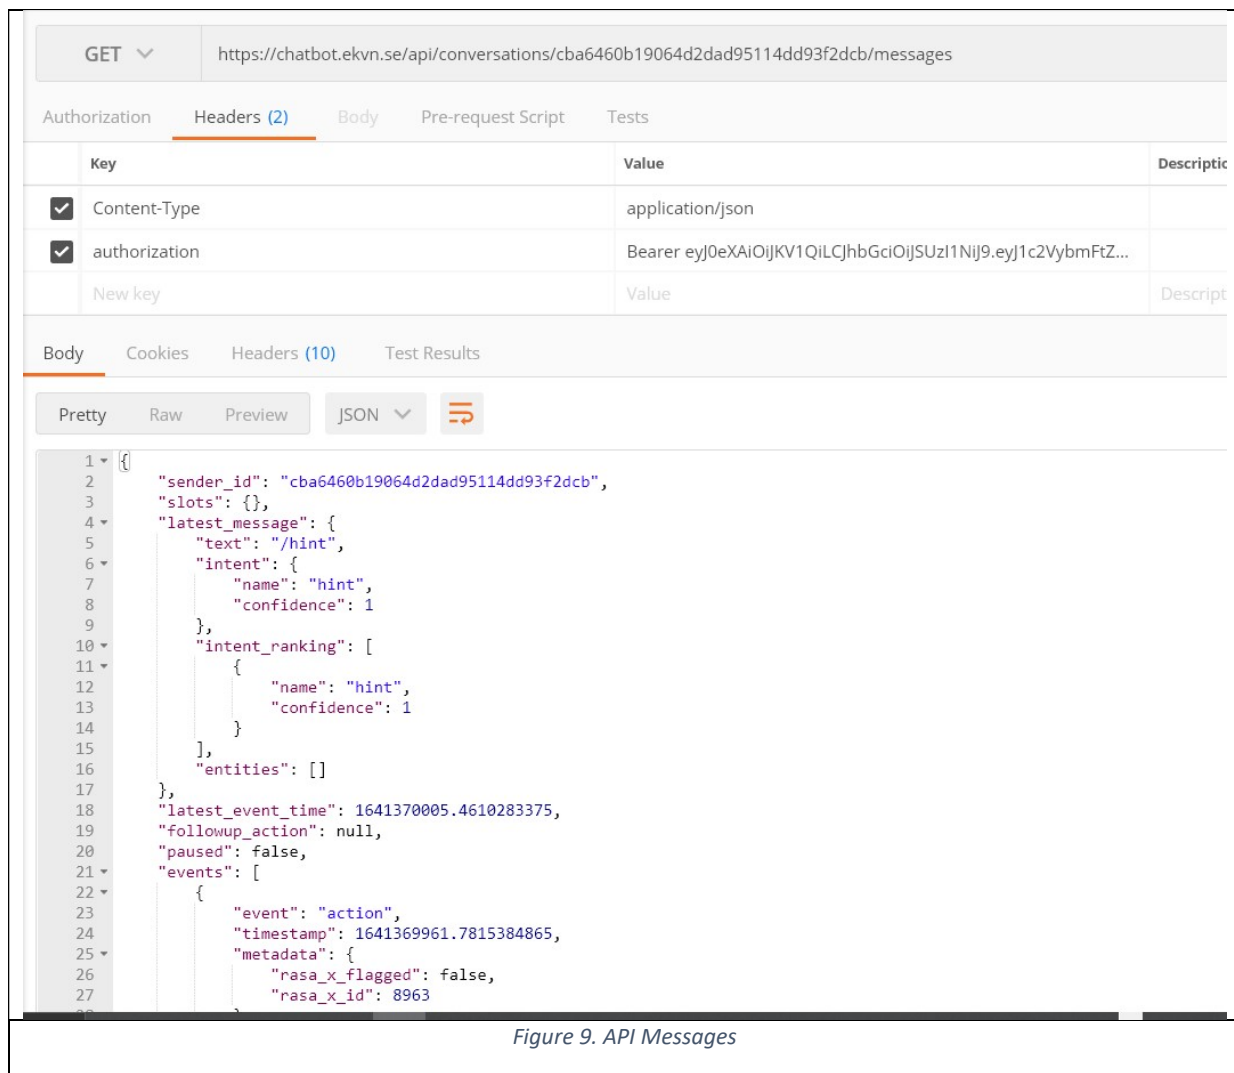 GET https://chatbot.ekvn.se/api/conversations/cba6460b19064d2dad95114dd93f2dcb/messages
Authorization Headers (2) Body Pre-request Script Tests
Key Value Descriptic
Content-Type application/json
authorization Bearer eyJ0eXAiOiJKV1QiLCJhbGciOiJSUzI1NiJ9.eyJ1c2VybmFtZ...
New key Value Descript
Body Cookies Headers (10) Test Results
Pretty Raw Preview JSON
1 {
2 "sender_id": "cba6460b19064d2dad95114dd93f2dcb",
3 "slots": {},
4 "latest_message": {
5 "text": "/hint",
6 "intent": {
7 "name": "hint",
8 "confidence": 1
9 },
10 "intent_ranking": [
11 {
12 "name": "hint",
13 "confidence": 1
14 }
15 ],
16 "entities": []
17 },
18 "latest_event_time": 1641370005.4610283375,
19 "followup_action": null,
20 "paused": false,
21 "events": [
22 {
23 "event": "action",
24 "timestamp": 1641369961.7815384865,
25 "metadata": {
26 "rasa_x_flagged": false,
27 "rasa_x_id": 8963
Figure 9. API Messages